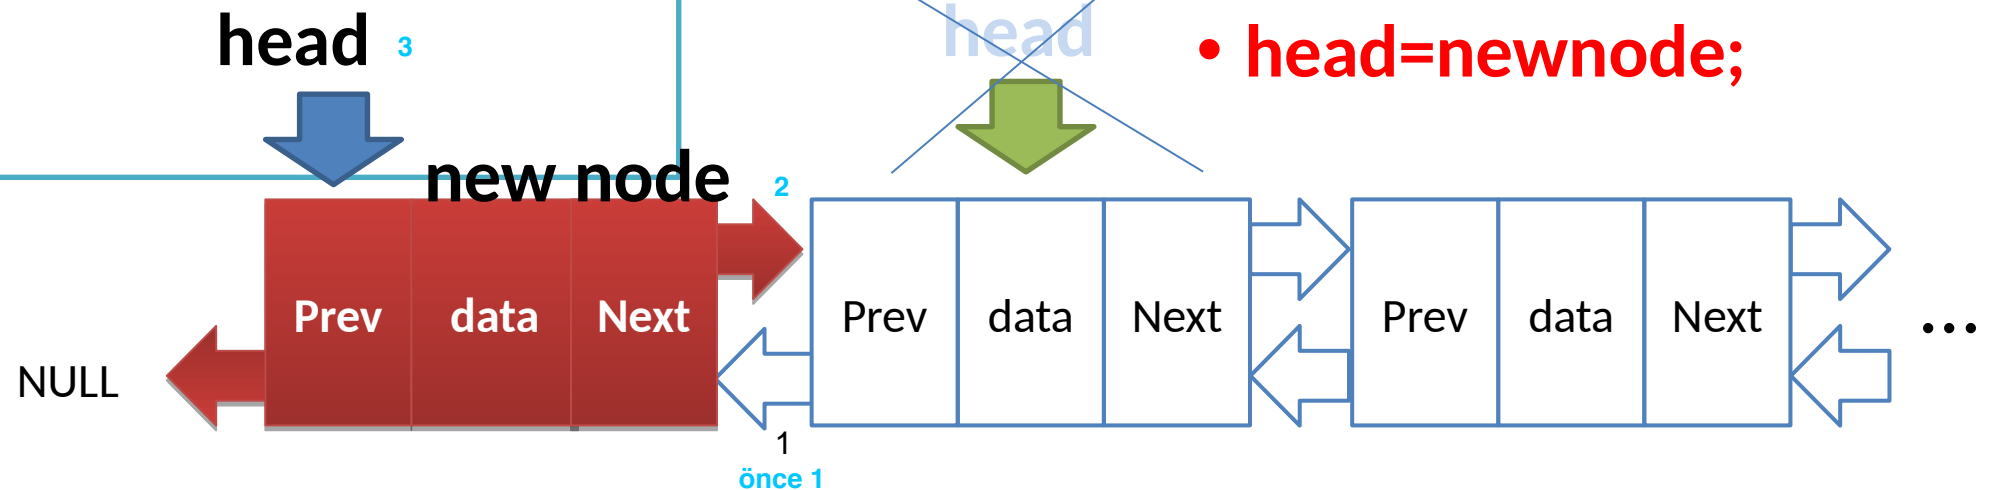 head 3
head
• head=newnode;
new node 2
Prev data Next Prev data Next Prev data Next ...
NULL
1
önce 1